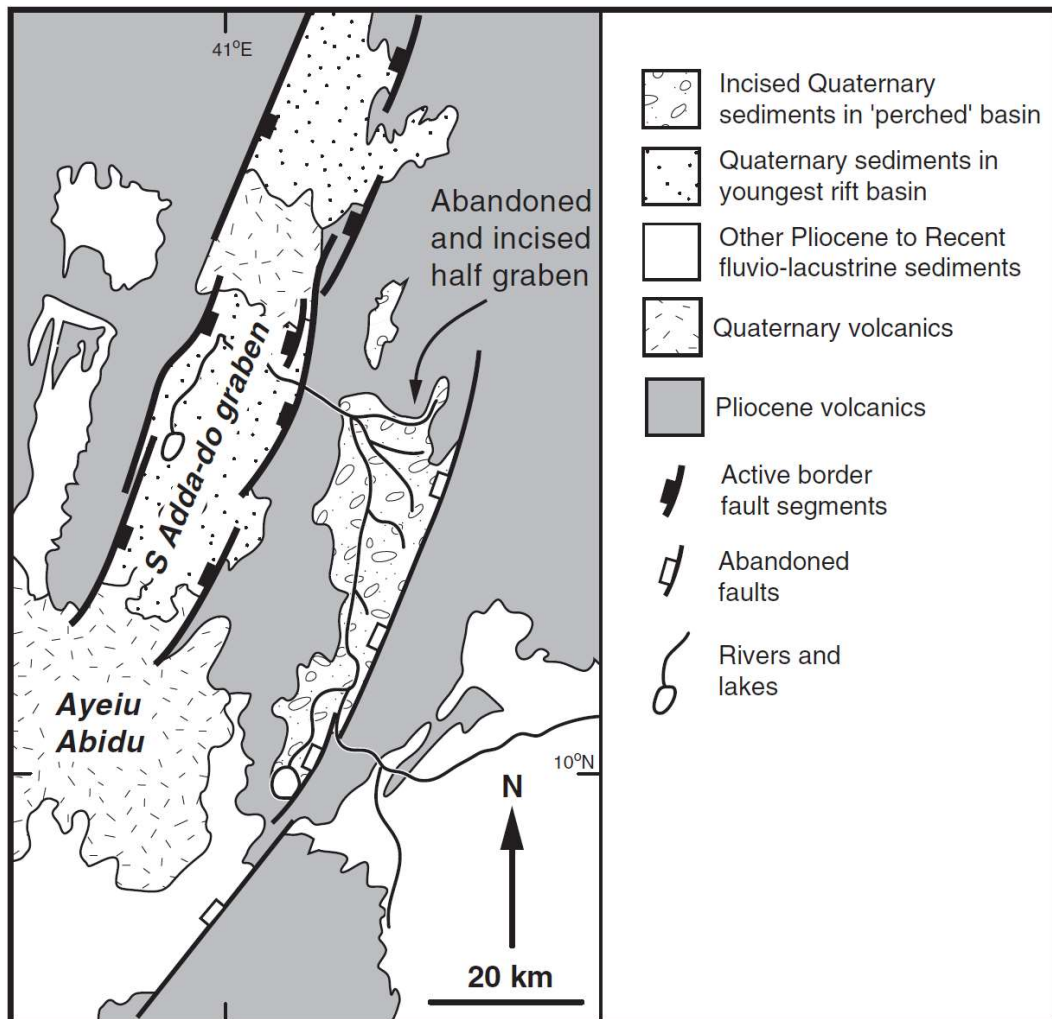 41°E
Abandoned
and incised
half graben
S Adda-do graben
Ayeiu
Abidu
10°N
N
20 km
Incised Quaternary
sediments in 'perched' basin
Quaternary sediments in
youngest rift basin
Other Pliocene to Recent
fluvio-lacustrine sediments
Quaternary volcanics
Pliocene volcanics
Active border
fault segments
Abandoned
faults
Rivers and
lakes